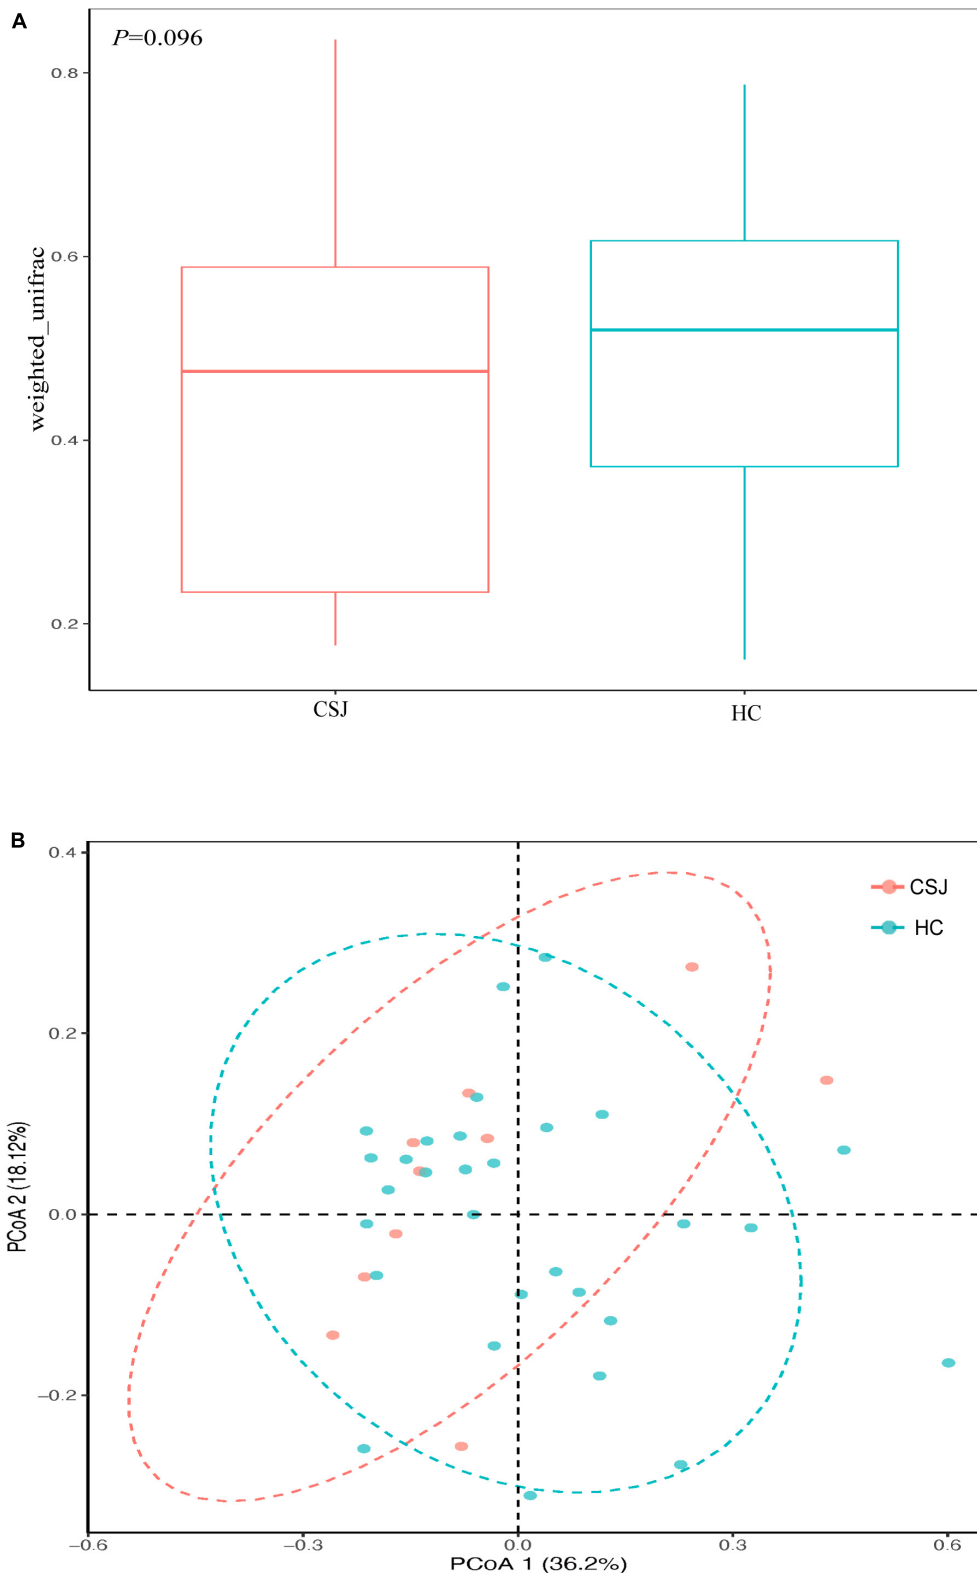 A
P=0.096
0.8
0.6
0.4
0.2
weighted_unifrac
CSJ
HC
B
0.4
0.2
0.0
−0.2
PCoA 2 (18.12%)
CSJ
HC
−0.6
−0.3
0.0
0.3
0.6
PCoA 1 (36.2%)